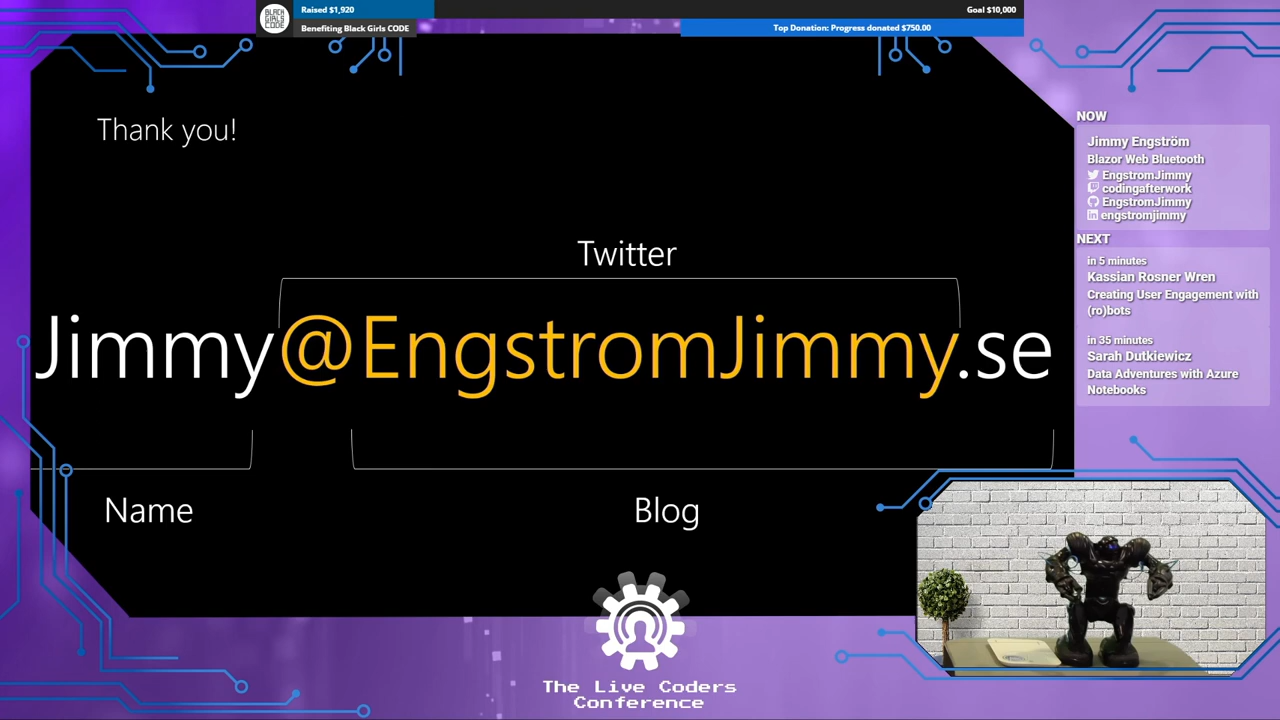 BLACK
GIRLS
CODE
Raised $1,920
Goal $10,000
Benefiting Black Girls CODE
Top Donation: Progress donated $750.00
Thank you!
Twitter
Jimmy@EngstromJimmy.se
Name
Blog
NOW
Jimmy Engström
Blazor Web Bluetooth
EngstromJimmy
codingafterwork
EngstromJimmy
engstromjimmy
NEXT
in 5 minutes
Kassian Rosner Wren
Creating User Engagement with
(ro)bots
in 35 minutes
Sarah Dutkiewicz
Data Adventures with Azure
Notebooks
The Live Coders
Conference